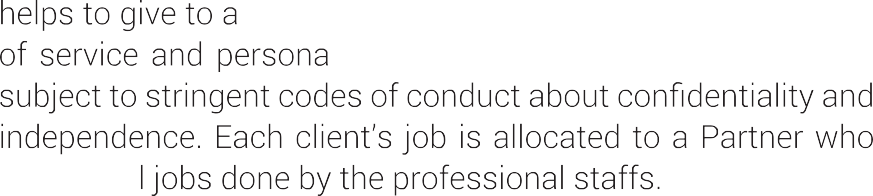 helps to give to a
of service and persona
subject to stringent codes of conduct about confidentiality and
independence. Each client's job is allocated to a Partner who
l jobs done by the professional staffs.